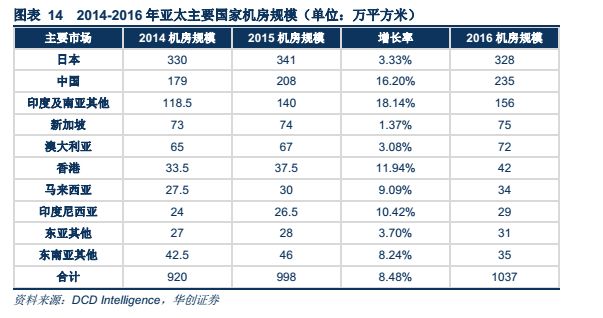 图表 14 2014-2016 年亚太主要国家机房规模（单位：万平方米）
主要市场 2014 机房规模 2015 机房规模 增长率 2016 机房规模
日本 330 341 3.33% 328
中国 179 208 16.20% 235
印度及南亚其他 118.5 140 18.14% 156
新加坡 73 74 1.37% 75
澳大利亚 65 67 3.08% 72
香港 33.5 37.5 11.94% 42
马来西亚 27.5 30 9.09% 34
印度尼西亚 24 26.5 10.42% 29
东亚其他 27 28 3.70% 31
东南亚其他 42.5 46 8.24% 35
合计 920 998 8.48% 1037
资料来源：DCD Intelligence，华创证券